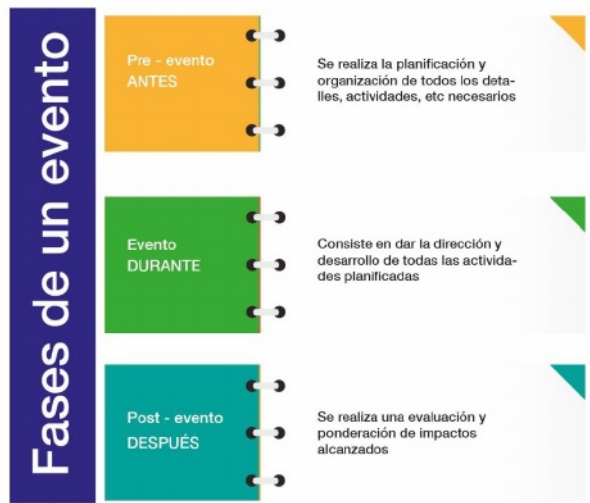 Fases de un evento
Pre - evento
ANTES
Se realiza la planificación y
organización de todos los deta-
lles, actividades, etc necesarios
Evento
DURANTE
Consiste en dar la dirección y
desarrollo de todas las activida-
des planificadas
Post - evento
DESPUÉS
Se realiza una evaluación y
ponderación de impactos
alcanzados